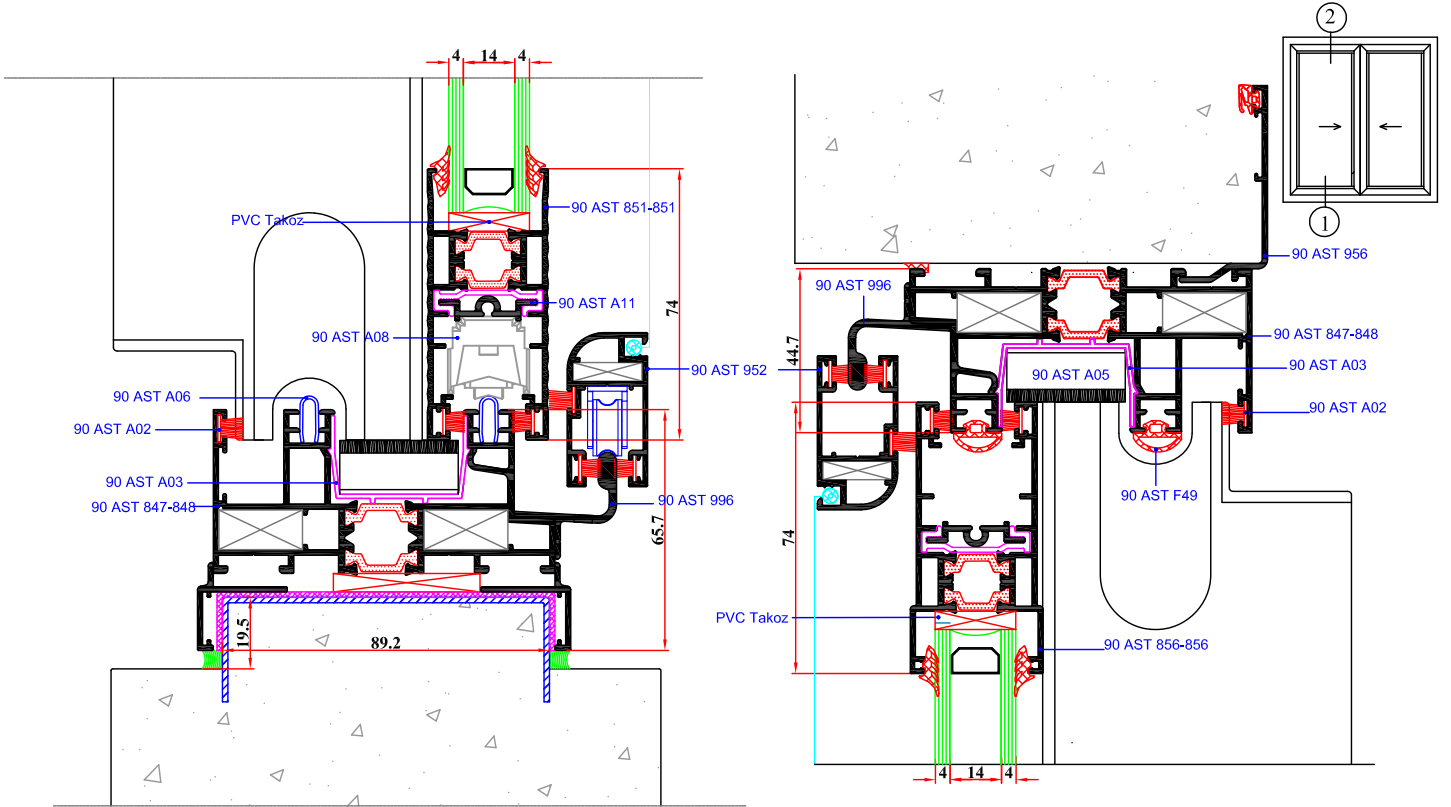 4 14 4
PVC Takoz
90 AST 851-851
90 AST A11
90 AST A08
74
90 AST 952
90 AST A06
90 AST A02
90 AST A03
90 AST 847-848
90 AST 996
65.7
19.5
89.2
2
1
90 AST 956
90 AST 996
44.7
90 AST 847-848
90 AST A05
90 AST A03
90 AST A02
90 AST F49
74
PVC Takoz
90 AST 856-856
4 14 4